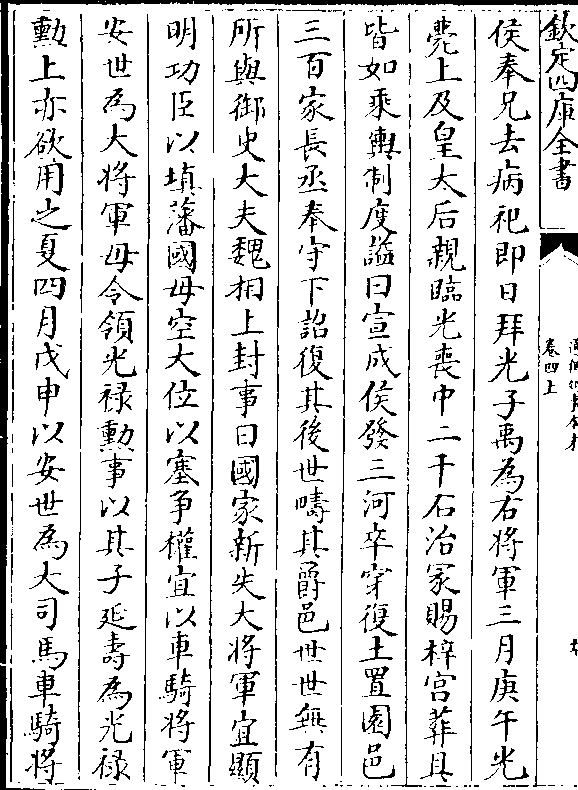 欽定四庫全書
卷四上
侯奉兄去病祀即日拜光子禹為右將軍三月庚午光
薨上及皇太后親臨光喪中二千石治冡賜梓宫葬具
皆如乘輿制度諡曰宣成侯發三河卒穿復土置園邑
三百家長丞奉守下詔復其後世疇其爵邑世世無有
所與御史大夫魏相上封事曰國家新失大將軍宜顯
明功臣以填藩國毋空大位以塞爭權宜以車騎將軍
安世為大將軍毋令領光禄勲事以其子延壽為光禄
勲上亦欲用之夏四月戊申以安世為大司馬車騎將